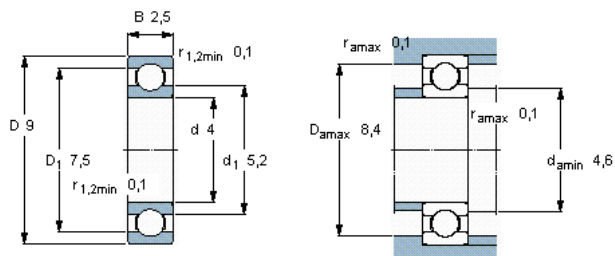 B 2,5
r1,2min 0,1
D 9
D1 7,5
d 4
d1 5,2
r1,2min 0,1
ramax 0,1
Damax 8,4
ramax 0,1
damin 4,6